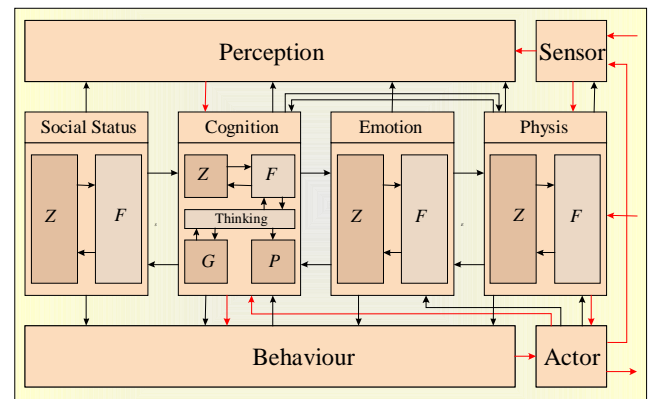 Perception
Sensor
Social Status
Cognition
Emotion
Physis
Z
F
Z
F
Thinking
G
P
Z
F
Z
F
Behaviour
Actor